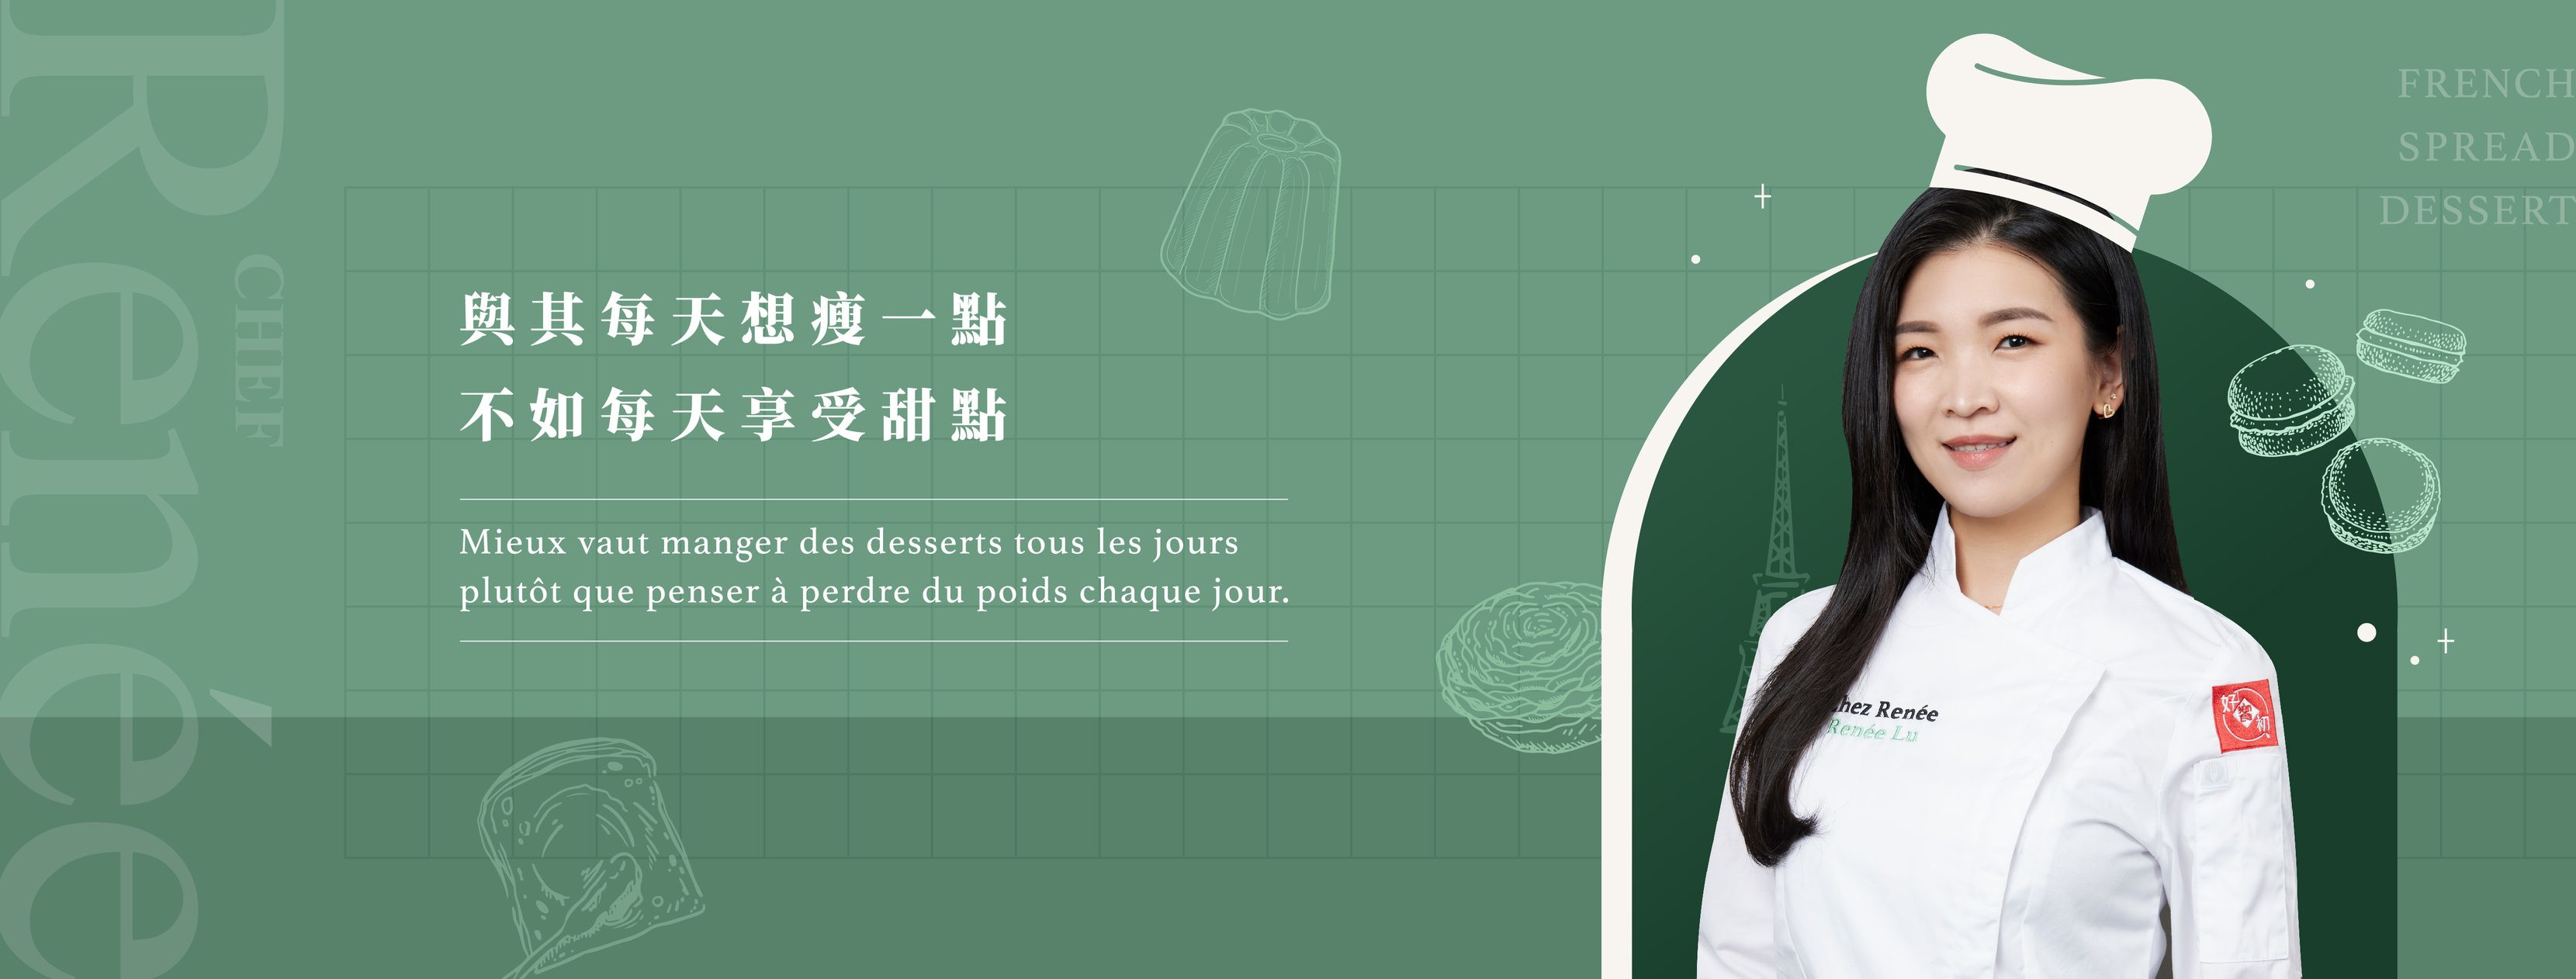 Renée
CHEF
與其每天想瘦一點
不如每天享受甜點
Mieux vaut manger des desserts tous les jours
plutôt que penser à perdre du poids chaque jour.
FRENCH
SPREAD
DESSERT
hez Renée
Renée Lu
好
初